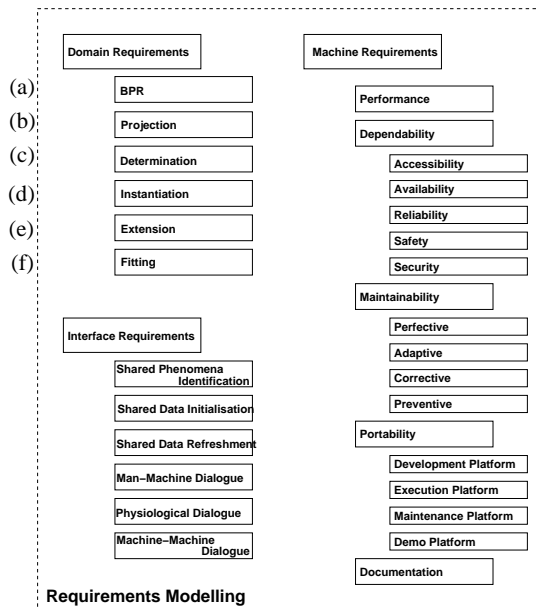 Domain Requirements
(a) BPR
(b) Projection
(c) Determination
(d) Instantiation
(e) Extension
(f) Fitting
Interface Requirements
Shared Phenomena
Identification
Shared Data Initialisation
Shared Data Refreshment
Man−Machine Dialogue
Physiological Dialogue
Machine−Machine
Dialogue
Machine Requirements
Performance
Dependability
Accessibility
Availability
Reliability
Safety
Security
Maintainability
Perfective
Adaptive
Corrective
Preventive
Portability
Development Platform
Execution Platform
Maintenance Platform
Demo Platform
Documentation
Requirements Modelling